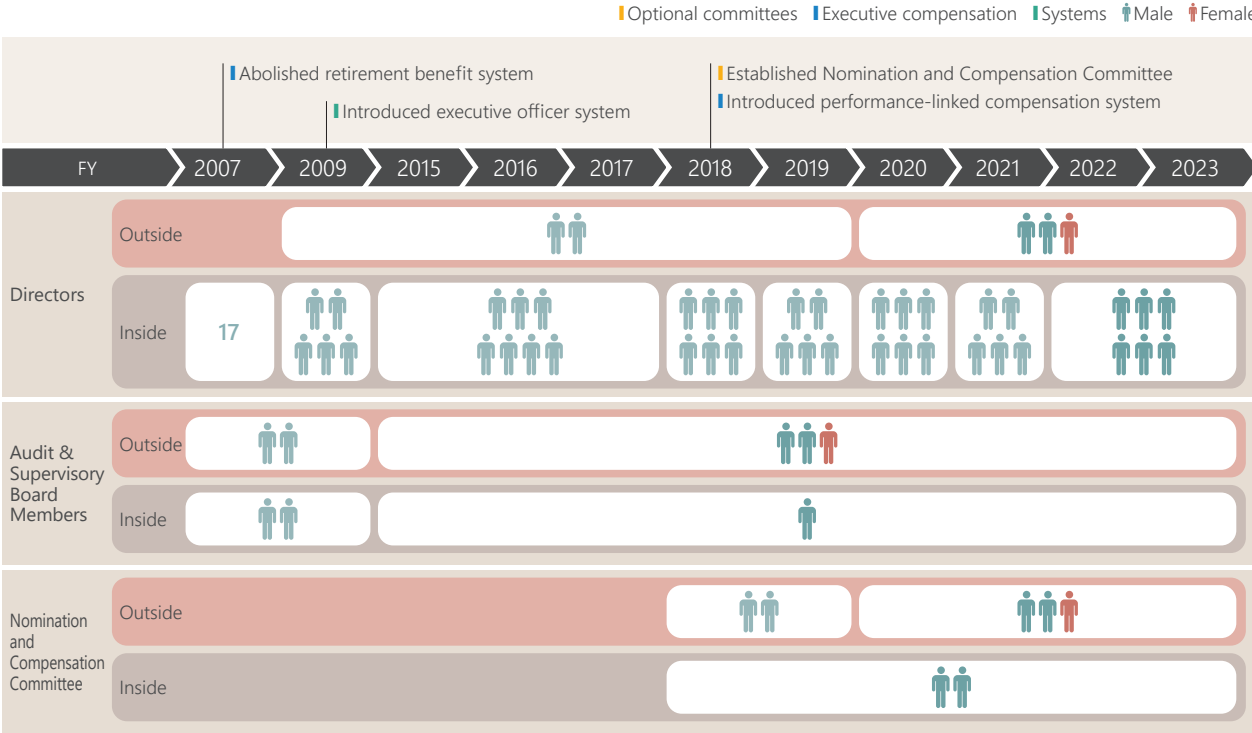 Optional committees Executive compensation Systems Male Female
Abolished retirement benefit system
Established Nomination and Compensation Committee
Introduced executive officer system
Introduced performance-linked compensation system
FY 2007 2009 2015 2016 2017 2018 2019 2020 2021 2022 2023
Directors
Outside
Inside
17
Audit &
Supervisory
Board
Members
Outside
Inside
Nomination
and
Compensation
Committee
Outside
Inside